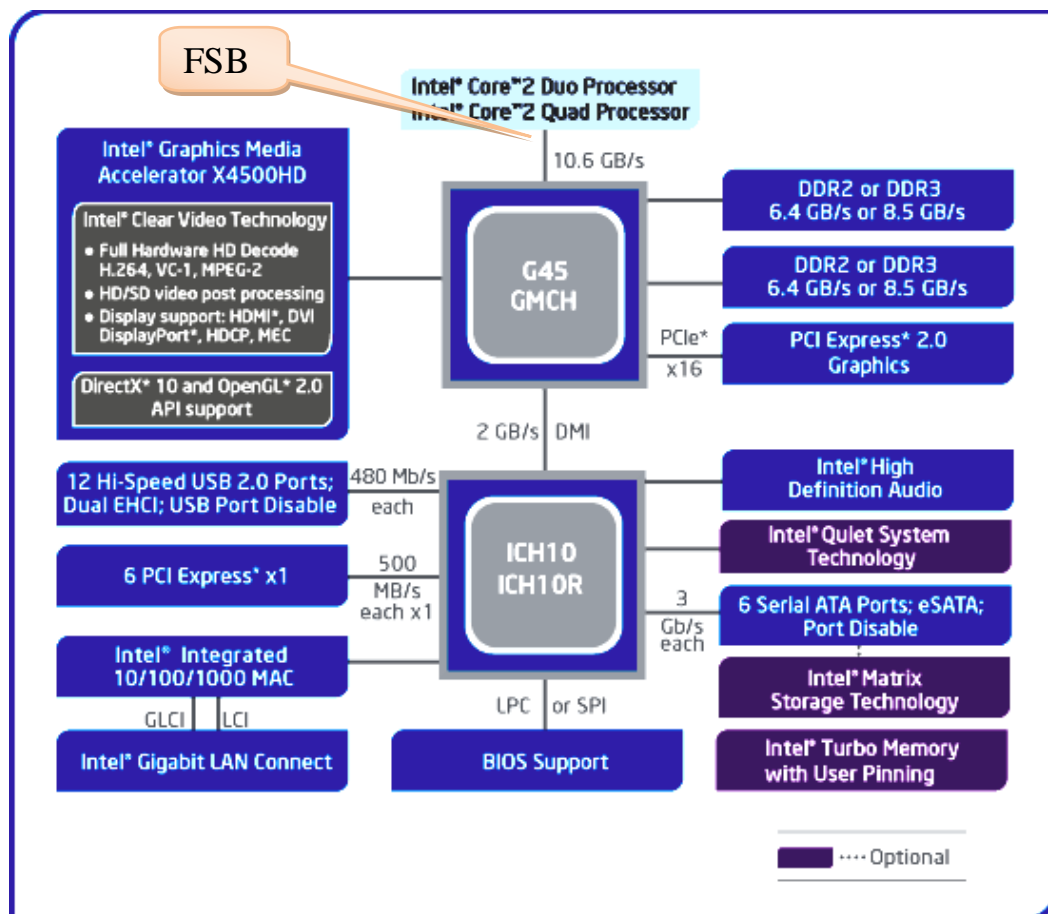 FSB
Intel® Core™2 Duo Processor
Intel® Core™2 Quad Processor
10.6 GB/s
Intel® Graphics Media
Accelerator X4500HD
Intel® Clear Video Technology
● Full Hardware HD Decode
H.264, VC-1, MPEG-2
● HD/SD video post processing
● Display support: HDMI*, DVI
DisplayPort*, HDCP, MEC
DirectX* 10 and OpenGL* 2.0
API support
G45
GMCH
DDR2 or DDR3
6.4 GB/s or 8.5 GB/s
DDR2 or DDR3
6.4 GB/s or 8.5 GB/s
PCIe*
x16
PCI Express* 2.0
Graphics
2 GB/s DMI
12 Hi-Speed USB 2.0 Ports;
Dual EHCI; USB Port Disable
480 Mb/s
each
6 PCI Express* x1
500
MB/s
each x1
Intel® Integrated
10/100/1000 MAC
GLCI LCI
Intel® Gigabit LAN Connect
ICH10
ICH10R
LPC or SPI
BIOS Support
Intel® High
Definition Audio
Intel® Quiet System
Technology
3
Gb/s
each
6 Serial ATA Ports; eSATA;
Port Disable
Intel® Matrix
Storage Technology
Intel® Turbo Memory
with User Pinning
Optional